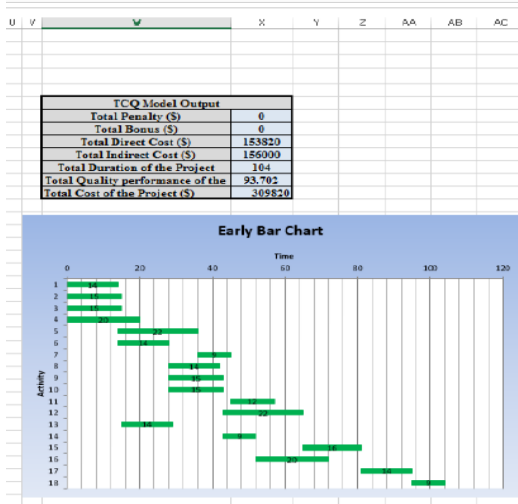 U V W X Y Z AA AB AC
TCQ Model Output
Total Penalty ($) 0
Total Bonus ($) 0
Total Direct Cost ($) 153820
Total Indirect Cost ($) 156000
Total Duration of the Project 104
Total Quality performance of the 93.702
Total Cost of the Project ($) 309820
Early Bar Chart
Time
0 20 40 60 80 100 120
Activity
1 14
2 15
3 15
4 20
5 22
6 14
7 9
8 14
9 15
10 15
11 12
12 22
13 14
14 9
15 16
16 20
17 14
18 9